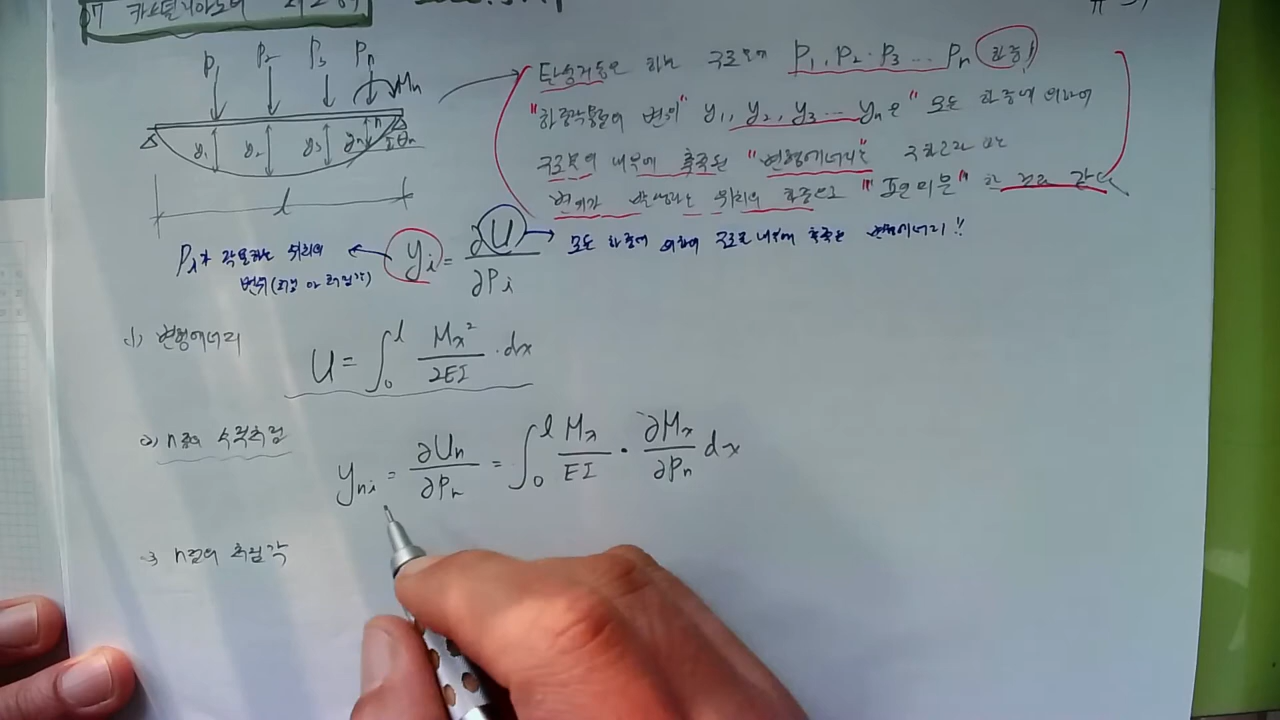 카스틸리아노의 제2정리
P₁ P₂ P₃ Pₙ Mₙ
y₁ y₂ y₃ yₙ θₙ
l
탄성거동은 하는 구조물에 P₁, P₂, P₃ ... Pₙ 하중!
"하중작용점의 변위" y₁, y₂, y₃ ... yₙ은 " 모든 하중에 의하여
구조물의 내부에 축적된 "변형에너지는"
변위가 발생하는 위치의 하중으로 "편미분" 한 것과 같다
yᵢ = ∂U/∂Pᵢ
모든 하중에 의하여 구조물 내부에 축적된 변형에너지!!
Pᵢ가 작용하는 위치의
변위(처짐 or 처짐각)
1) 변형에너지 U = ∫₀ˡ Mₓ²/2EI · dx
2) n점의 수직처짐 yₙᵢ = ∂Uₙ/∂Pₙ = ∫₀ˡ Mₓ/EI · ∂Mₓ/∂Pₙ dx
3) n점의 처짐각